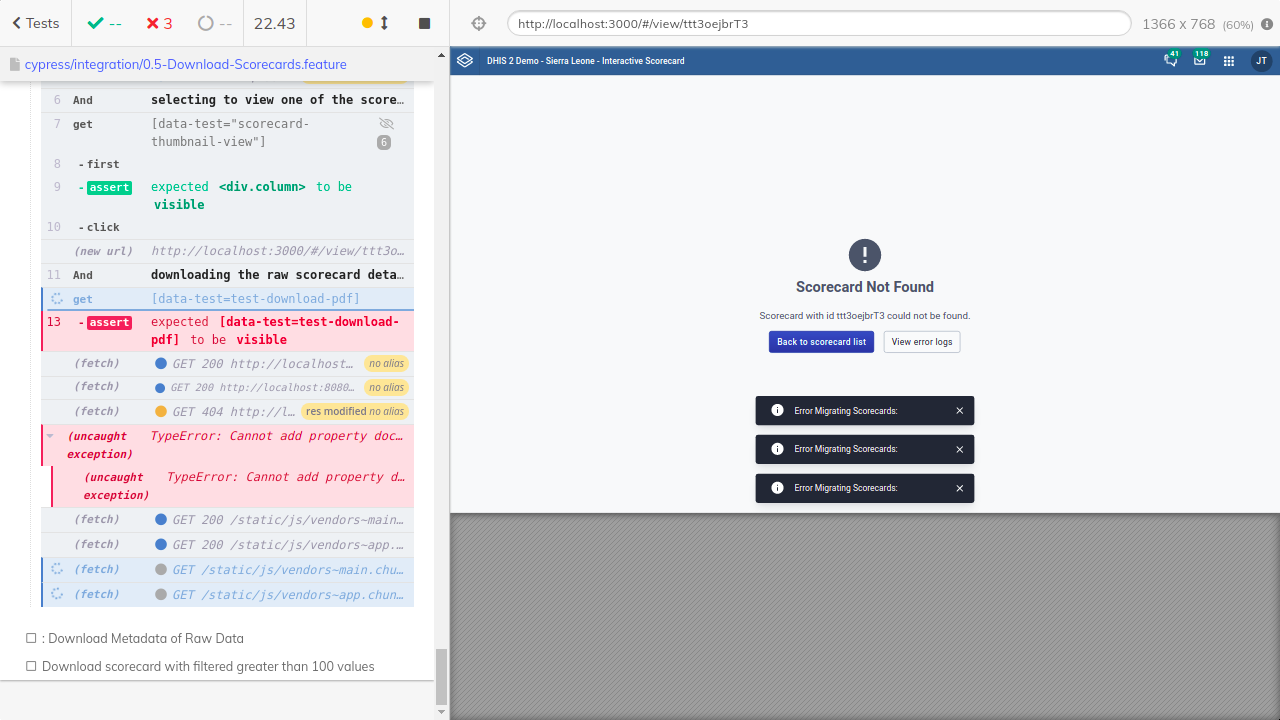 Tests
--
3
--
22.43
http://localhost:3000/#/view/ttt3oejbrT3
1366 x 768 (60%)
cypress/integration/0.5-Download-Scorecards.feature
6 And selecting to view one of the score…
7 get [data-test="scorecard-
thumbnail-view"] 6
8 -first
9 -assert expected <div.column> to be
visible
10 -click
(new url) http://localhost:3000/#/view/ttt3o…
11 And downloading the raw scorecard deta…
get [data-test=test-download-pdf]
13 -assert expected [data-test=test-download-
pdf] to be visible
(fetch) GET 200 http://localhost… no alias
(fetch) GET 200 http://localhost:8080… no alias
(fetch) GET 404 http://l… res modified no alias
(uncaught TypeError: Cannot add property doc…
exception)
(uncaught TypeError: Cannot add property d…
exception)
(fetch) GET 200 /static/js/vendors~main…
(fetch) GET 200 /static/js/vendors~app.…
(fetch) GET /static/js/vendors~main.chu…
(fetch) GET /static/js/vendors~app.chun…
: Download Metadata of Raw Data
Download scorecard with filtered greater than 100 values
DHIS 2 Demo - Sierra Leone - Interactive Scorecard
41
118
JT
Scorecard Not Found
Scorecard with id ttt3oejbrT3 could not be found.
Back to scorecard list
View error logs
Error Migrating Scorecards:
Error Migrating Scorecards:
Error Migrating Scorecards: